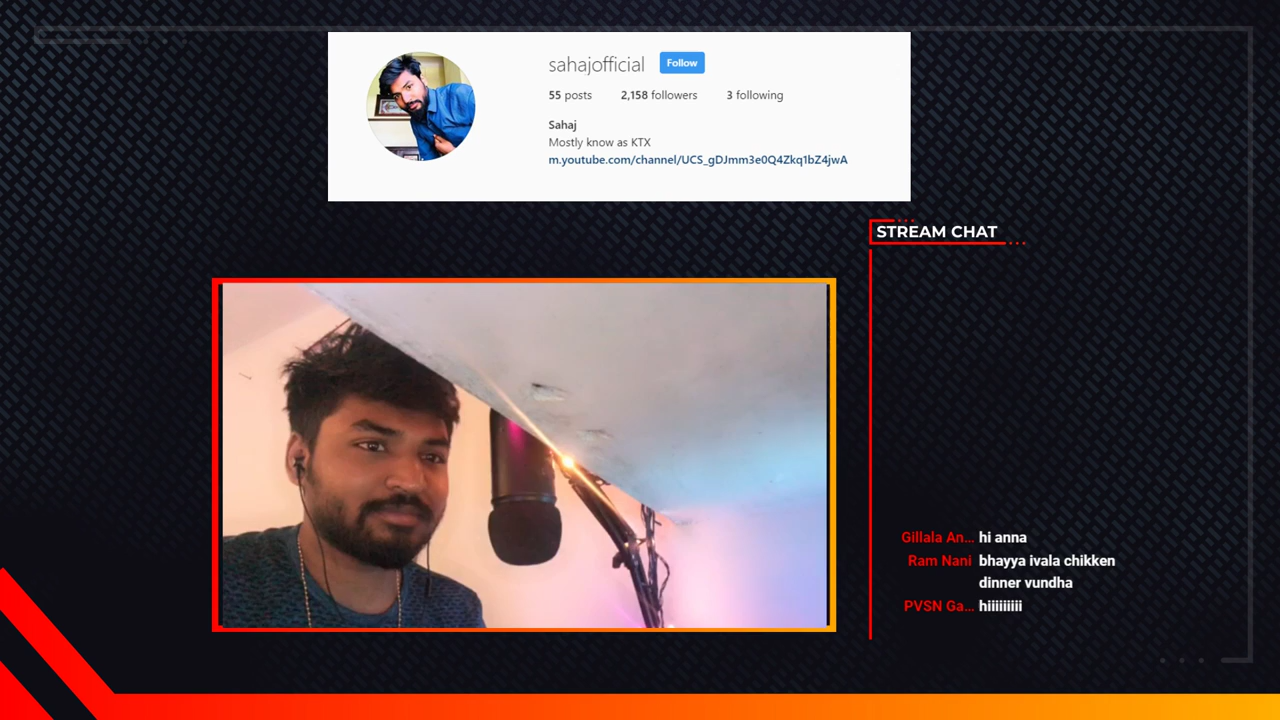 sahajofficial Follow
55 posts 2,158 followers 3 following
Sahaj
Mostly know as KTX
m.youtube.com/channel/UCS_gDJmm3e0Q4Zkq1bZ4jwA
STREAM CHAT
Gillala An... hi anna
Ram Nani bhayya ivala chikken
dinner vundha
PVSN Ga... hiiiiiiiii